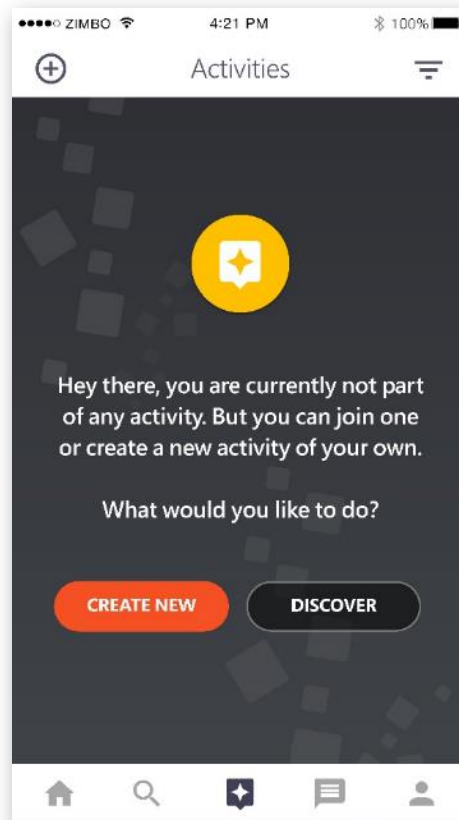 ZIMBO 4:21 PM 100%
Activities
Hey there, you are currently not part
of any activity. But you can join one
or create a new activity of your own.
What would you like to do?
CREATE NEW DISCOVER